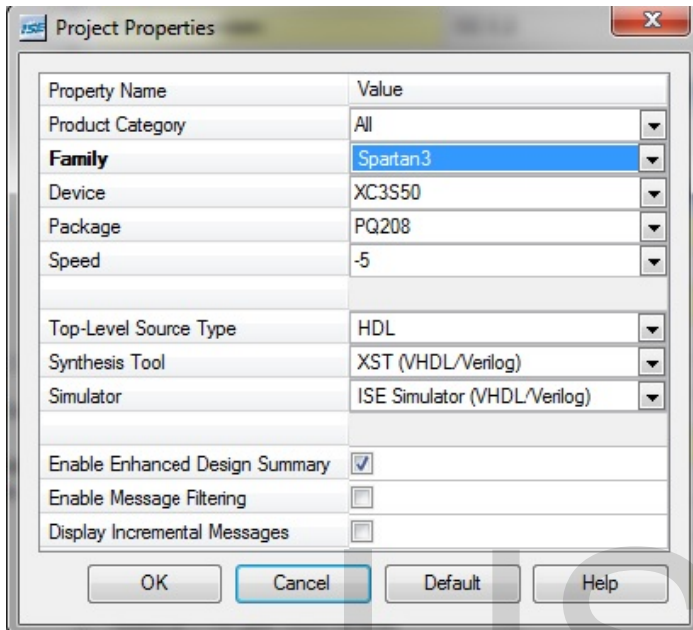 ISE Project Properties
x
Property Name Value
Product Category All
Family Spartan3
Device XC3S50
Package PQ208
Speed -5
Top-Level Source Type HDL
Synthesis Tool XST (VHDL/Verilog)
Simulator ISE Simulator (VHDL/Verilog)
Enable Enhanced Design Summary
Enable Message Filtering
Display Incremental Messages
OK Cancel Default Help